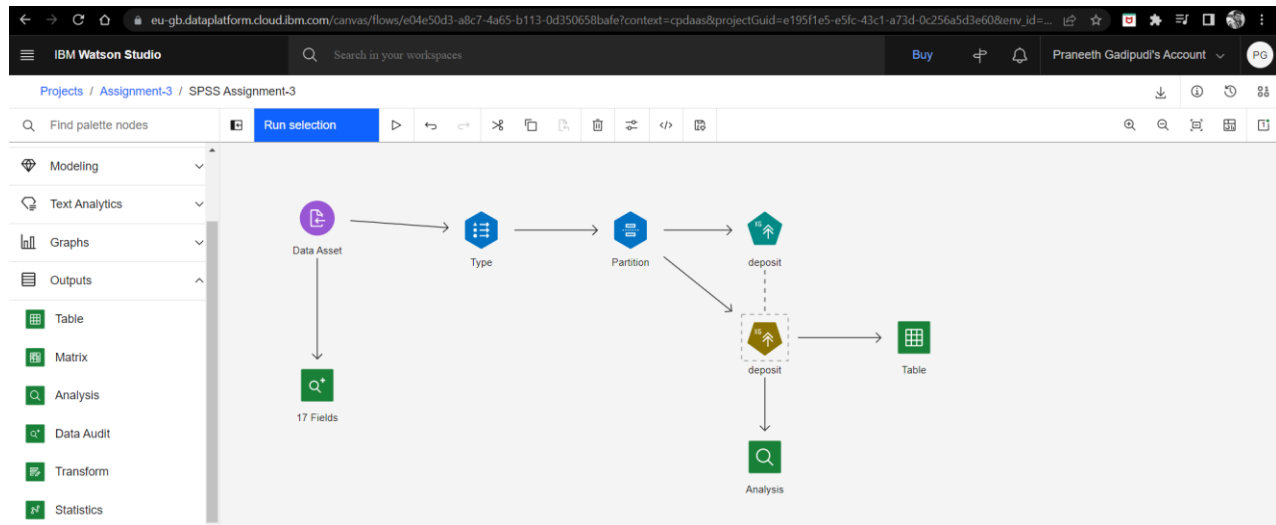 eu-gb.dataplatform.cloud.ibm.com/canvas/flows/e04e50d3-a8c7-4a65-b113-0d350658bafe?context=cpdaas&projectGuid=e195f1e5-e5fc-43c1-a73d-0c256a5d3e60&env_id=...
IBM Watson Studio
Search in your workspaces
Buy
Praneeth Gadipudi's Account
PG
Projects / Assignment-3 / SPSS Assignment-3
Find palette nodes
Run selection
Modeling
Text Analytics
Graphs
Outputs
Table
Matrix
Analysis
Data Audit
Transform
Statistics
Data Asset
Type
Partition
deposit
deposit
Table
17 Fields
Analysis